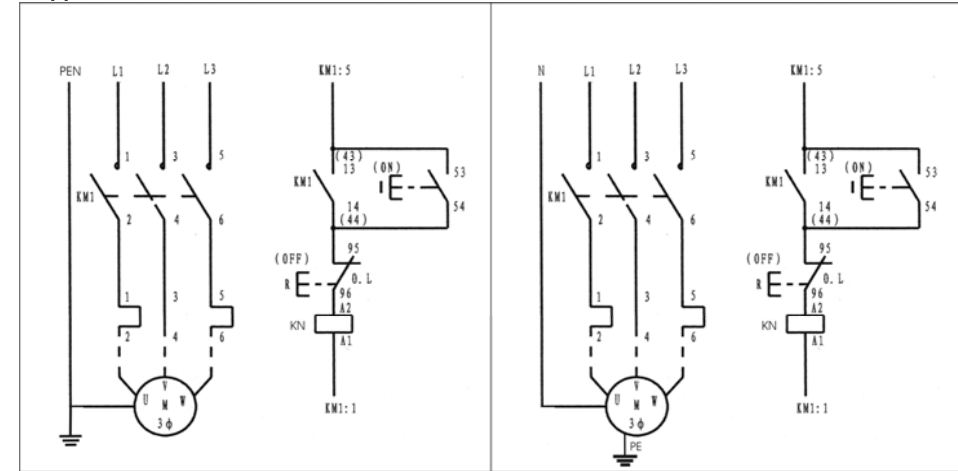 PEN L1 L2 L3 KM1:5
1 3 5
(43)
13 (ON) 53
KM1 I 54
KM1 14
2 4 6 (44)
95
(OFF)
R O.L
1 3 5 96
A2
KN
2 4 6 A1
V
U M W
3ϕ
KM1:1
N L1 L2 L3 KM1:5
1 3 5
(43)
13 (ON) 53
KM1 I 54
KM1 14
2 4 6 (44)
95
(OFF)
R O.L
1 3 5 96
A2
KN
2 4 6 A1
V
U M W
3ϕ
KM1:1
PE